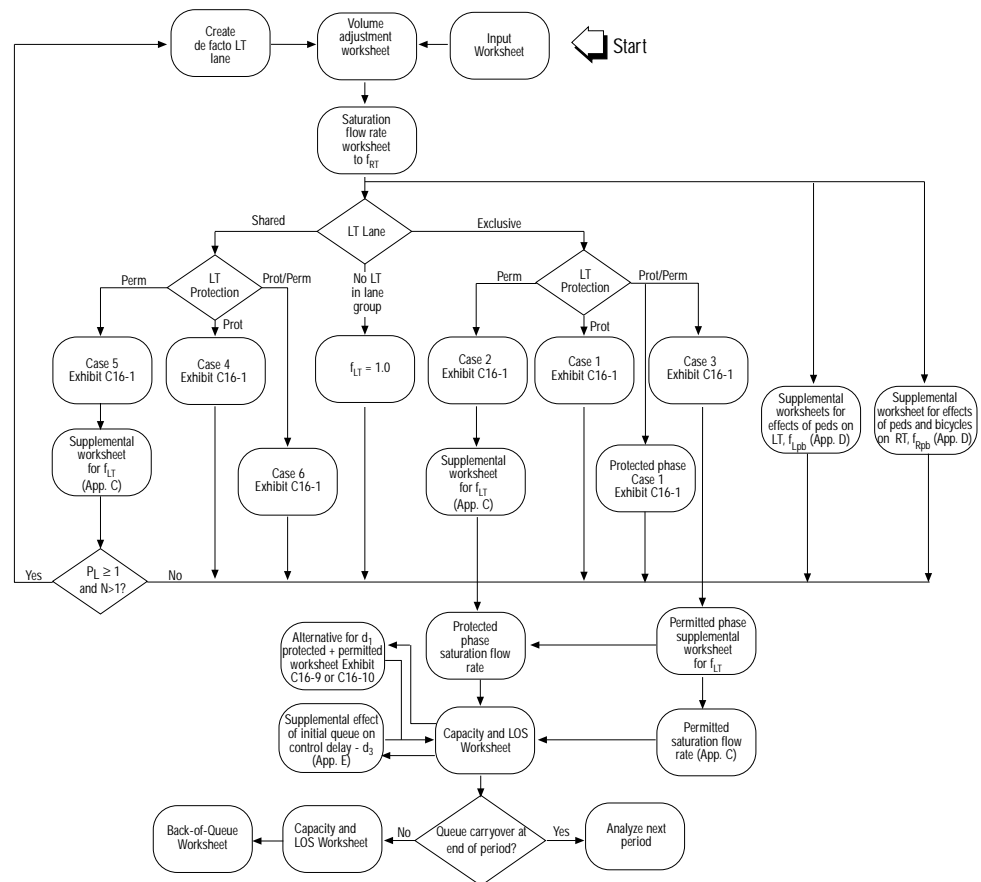 Create
de facto LT
lane
Volume
adjustment
worksheet
Input
Worksheet
Start
Saturation
flow rate
worksheet
to fRT
Shared
LT Lane
Exclusive
Perm
LT
Protection
Prot/Perm
Prot
No LT
in lane
group
Perm
LT
Protection
Prot/Perm
Prot
Case 5
Exhibit C16-1
Case 4
Exhibit C16-1
fLT = 1.0
Case 2
Exhibit C16-1
Case 1
Exhibit C16-1
Case 3
Exhibit C16-1
Supplemental
worksheets for
effects of peds on
LT, fLpb (App. D)
Supplemental
worksheet for effects
of peds and bicycles
on RT, fRpb (App. D)
Supplemental
worksheet
for fLT
(App. C)
Case 6
Exhibit C16-1
Supplemental
worksheet
for fLT
(App. C)
Protected phase
Case 1
Exhibit C16-1
Yes
PL ≥ 1
and N>1?
No
Alternative for d1
protected + permitted
worksheet Exhibit
C16-9 or C16-10
Protected
phase
saturation flow
rate
Permitted phase
supplemental
worksheet
for fLT
Supplemental effect
of initial queue on
control delay - d3
(App. E)
Capacity and LOS
Worksheet
Permitted
saturation flow
rate (App. C)
Back-of-Queue
Worksheet
Capacity and
LOS Worksheet
No
Queue carryover at
end of period?
Yes
Analyze next
period